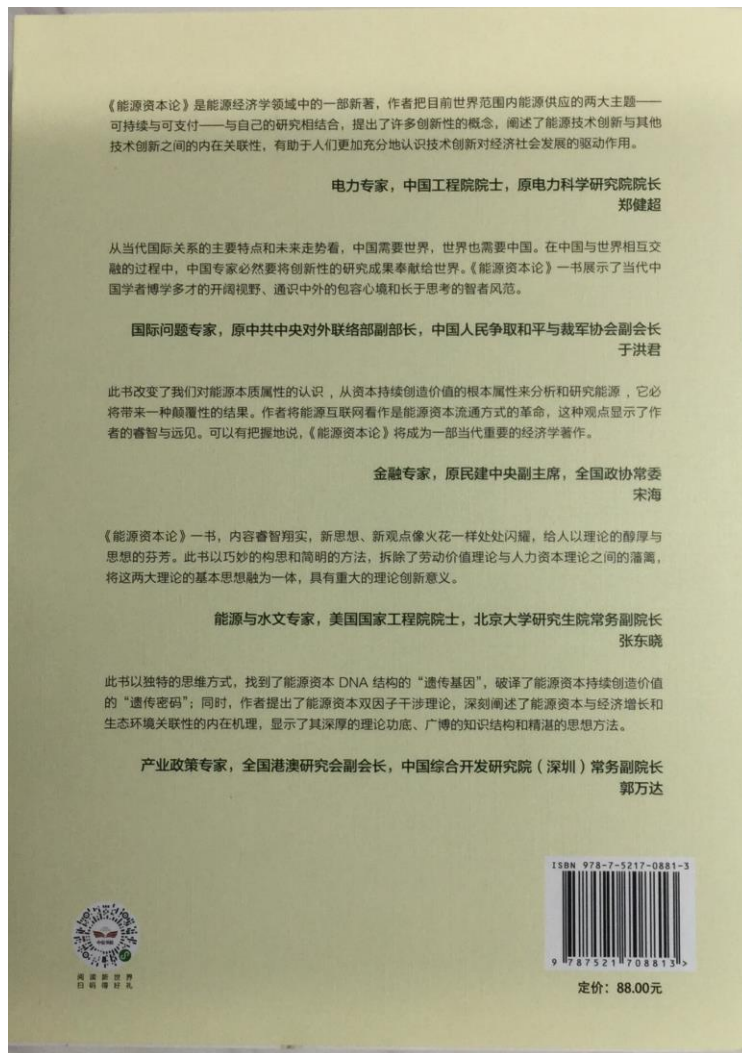 《能源资本论》是能源经济学领域中的一部新著，作者把目前世界范围内能源供应的两大主题——
可持续与可支付——与自己的研究相结合，提出了许多创新性的概念，阐述了能源技术创新与其他
技术创新之间的内在关联性，有助于人们更加充分地认识技术创新对经济社会发展的驱动作用。
电力专家，中国工程院院士，原电力科学研究院院长
郑健超
从当代国际关系的主要特点和未来走势看，中国需要世界，世界也需要中国。在中国与世界相互交
融的过程中，中国专家必然要将创新性的研究成果奉献给世界。《能源资本论》一书展示了当代中
国学者博学多才的开阔视野、通识中外的包容心境和长于思考的智者风范。
国际问题专家，原中共中央对外联络部副部长，中国人民争取和平与裁军协会副会长
于洪君
此书改变了我们对能源本质属性的认识，从资本持续创造价值的根本属性来分析和研究能源，它必
将带来一种颠覆性的结果。作者将能源互联网看作是能源资本流通方式的革命，这种观点显示了作
者的睿智与远见。可以有把握地说，《能源资本论》将成为一部当代重要的经济学著作。
金融专家，原民建中央副主席，全国政协常委
宋海
《能源资本论》一书，内容睿智翔实，新思想、新观点像火花一样处处闪耀，给人以理论的醇厚与
思想的芬芳。此书以巧妙的构思和简明的方法，拆除了劳动价值理论与人力资本理论之间的藩篱，
将这两大理论的基本思想融为一体，具有重大的理论创新意义。
能源与水文专家，美国国家工程院院士，北京大学研究生院常务副院长
张东晓
此书以独特的思维方式，找到了能源资本 DNA 结构的“遗传基因”，破译了能源资本持续创造价值
的“遗传密码”；同时，作者提出了能源资本双因子干涉理论，深刻阐述了能源资本与经济增长和
生态环境关联性的内在机理，显示了其深厚的理论功底、广博的知识结构和精湛的思想方法。
产业政策专家，全国港澳研究会副会长，中国综合开发研究院（深圳）常务副院长
郭万达
ISBN 978-7-5217-0881-3
9 787521 708813 >
定价：88.00元
阅读新世界
扫码得好礼